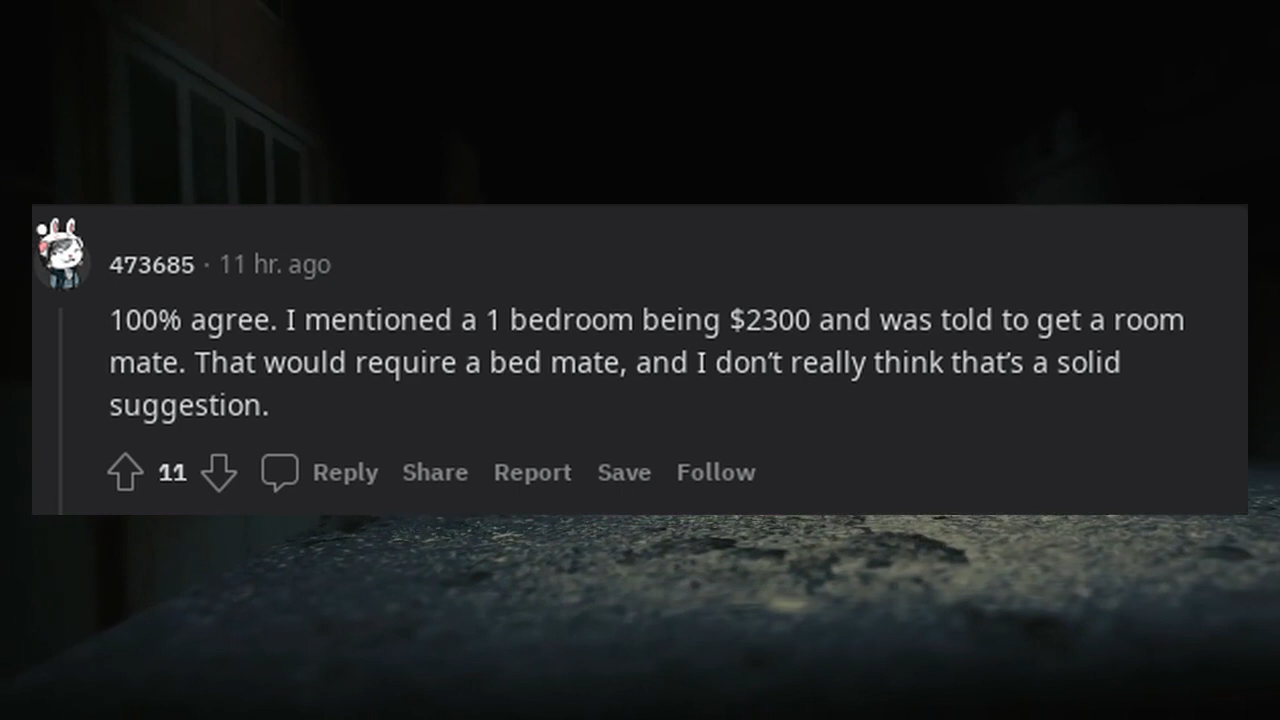 473685 · 11 hr. ago
100% agree. I mentioned a 1 bedroom being $2300 and was told to get a room
mate. That would require a bed mate, and I don’t really think that’s a solid
suggestion.
11 Reply Share Report Save Follow